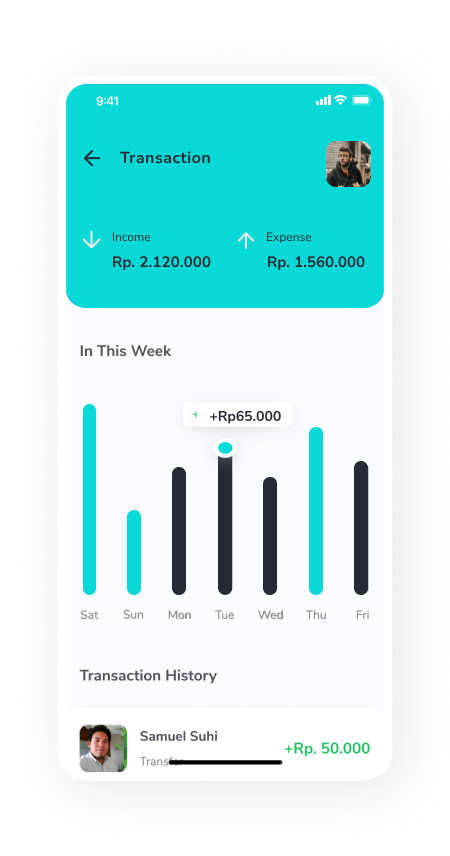 9:41
Transaction
Income
Rp. 2.120.000
Expense
Rp. 1.560.000
In This Week
+Rp65.000
Sat Sun Mon Tue Wed Thu Fri
Transaction History
Samuel Suhi
Transfer
+Rp. 50.000